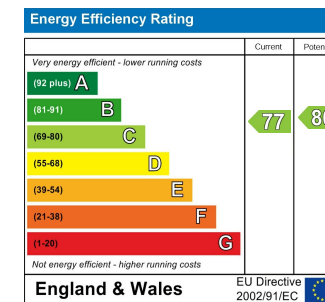 Energy Efficiency Rating
Current
Very energy efficient - lower running costs
(92 plus) A
(81-91) B
(69-80) C
77
(55-68) D
(39-54) E
(21-38) F
(1-20) G
Not energy efficient - higher running costs
England & Wales
EU Directive
2002/91/EC